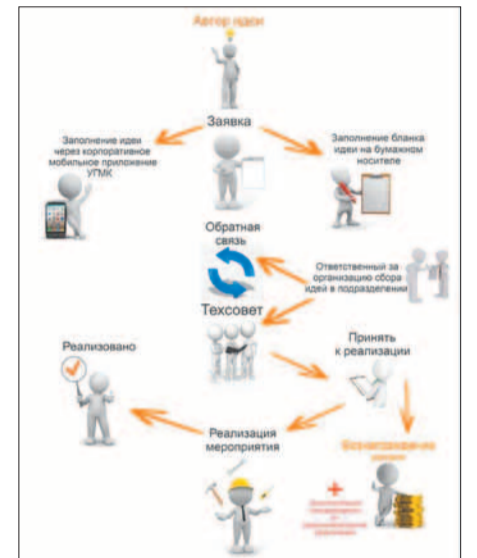 Автор идеи
Заявка
Заполнение идеи
через корпоративное
мобильное приложение
УГМК
Заполнение бланка
идеи на бумажном
носителе
Обратная
связь
Ответственный за
организацию сбора
идей в подразделении
Техсовет
Реализовано
Принять
к реализации
Реализация
мероприятия
Вознаграждение